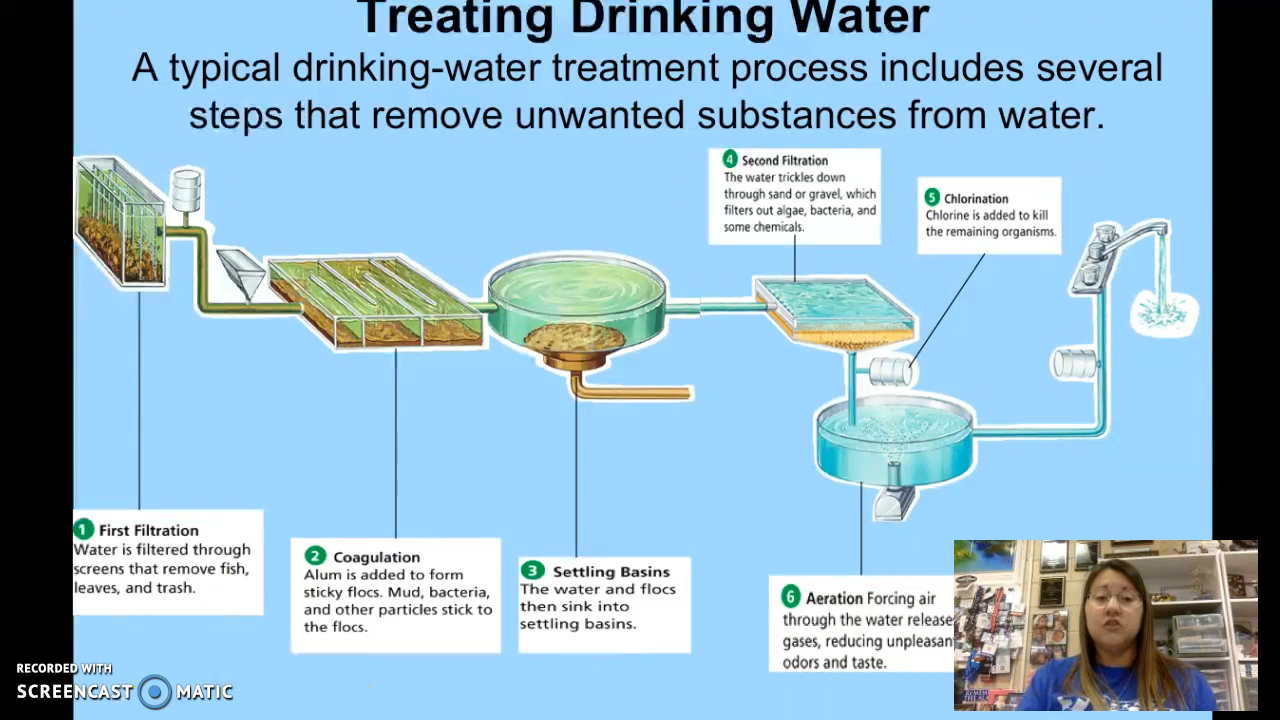 Treating Drinking Water
A typical drinking-water treatment process includes several
steps that remove unwanted substances from water.
1 First Filtration
Water is filtered through
screens that remove fish,
leaves, and trash.
2 Coagulation
Alum is added to form
sticky flocs. Mud, bacteria,
and other particles stick to
the flocs.
3 Settling Basins
The water and flocs
then sink into
settling basins.
4 Second Filtration
The water trickles down
through sand or gravel, which
filters out algae, bacteria, and
some chemicals.
5 Chlorination
Chlorine is added to kill
the remaining organisms.
6 Aeration Forcing air
through the water release
gases, reducing unpleasan
odors and taste.
RECORDED WITH
SCREENCAST MATIC